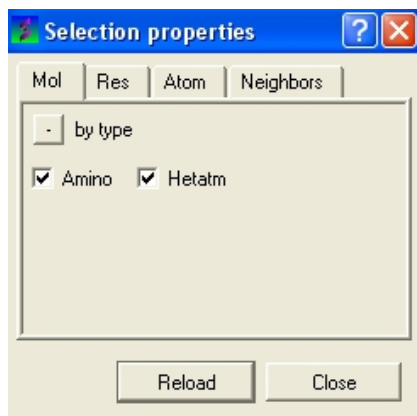 Selection properties
Mol Res Atom Neighbors
- by type
Amino Hetatm
Reload Close